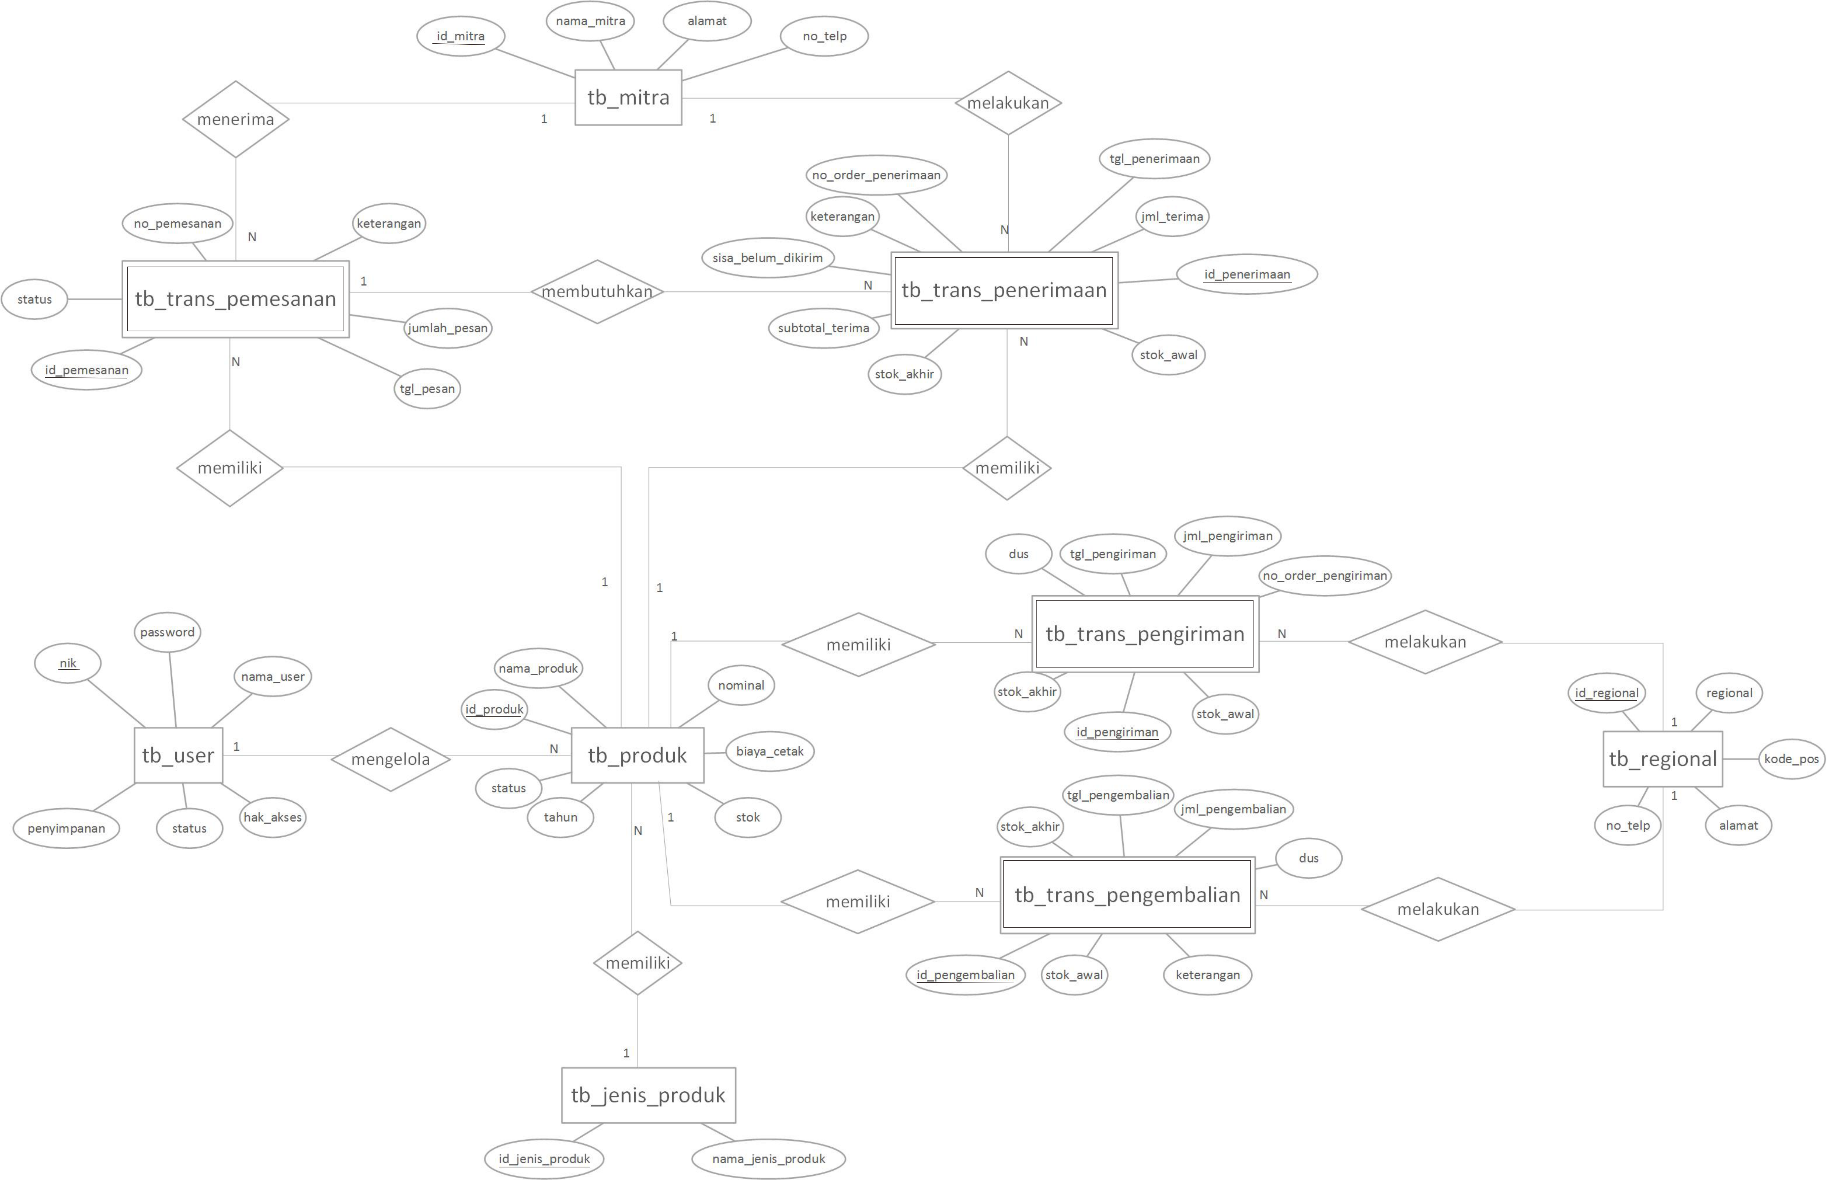 nama_mitra
alamat
id_mitra
no_telp
tb_mitra
menerima
1
1
melakukan
tgl_penerimaan
no_order_penerimaan
keterangan
jml_terima
no_pemesanan
keterangan
N
N
sisa_belum_dikirim
id_penerimaan
status
tb_trans_pemesanan
1
membutuhkan
N
tb_trans_penerimaan
jumlah_pesan
subtotal_terima
N
stok_awal
id_pemesanan
N
tgl_pesan
stok_akhir
memiliki
memiliki
jml_pengiriman
dus
tgl_pengiriman
no_order_pengiriman
1
1
password
1
memiliki
N
tb_trans_pengiriman
N
melakukan
nik
nama_user
nama_produk
nominal
stok_akhir
id_regional
regional
id_produk
stok_awal
id_pengiriman
1
tb_user
1
mengelola
N
tb_produk
biaya_cetak
tb_regional
kode_pos
status
tgl_pengembalian
1
penyimpanan
status
hak_akses
tahun
1
stok
stok_akhir
jml_pengembalian
no_telp
alamat
N
dus
memiliki
N
tb_trans_pengembalian
N
melakukan
memiliki
id_pengembalian
stok_awal
keterangan
1
tb_jenis_produk
id_jenis_produk
nama_jenis_produk